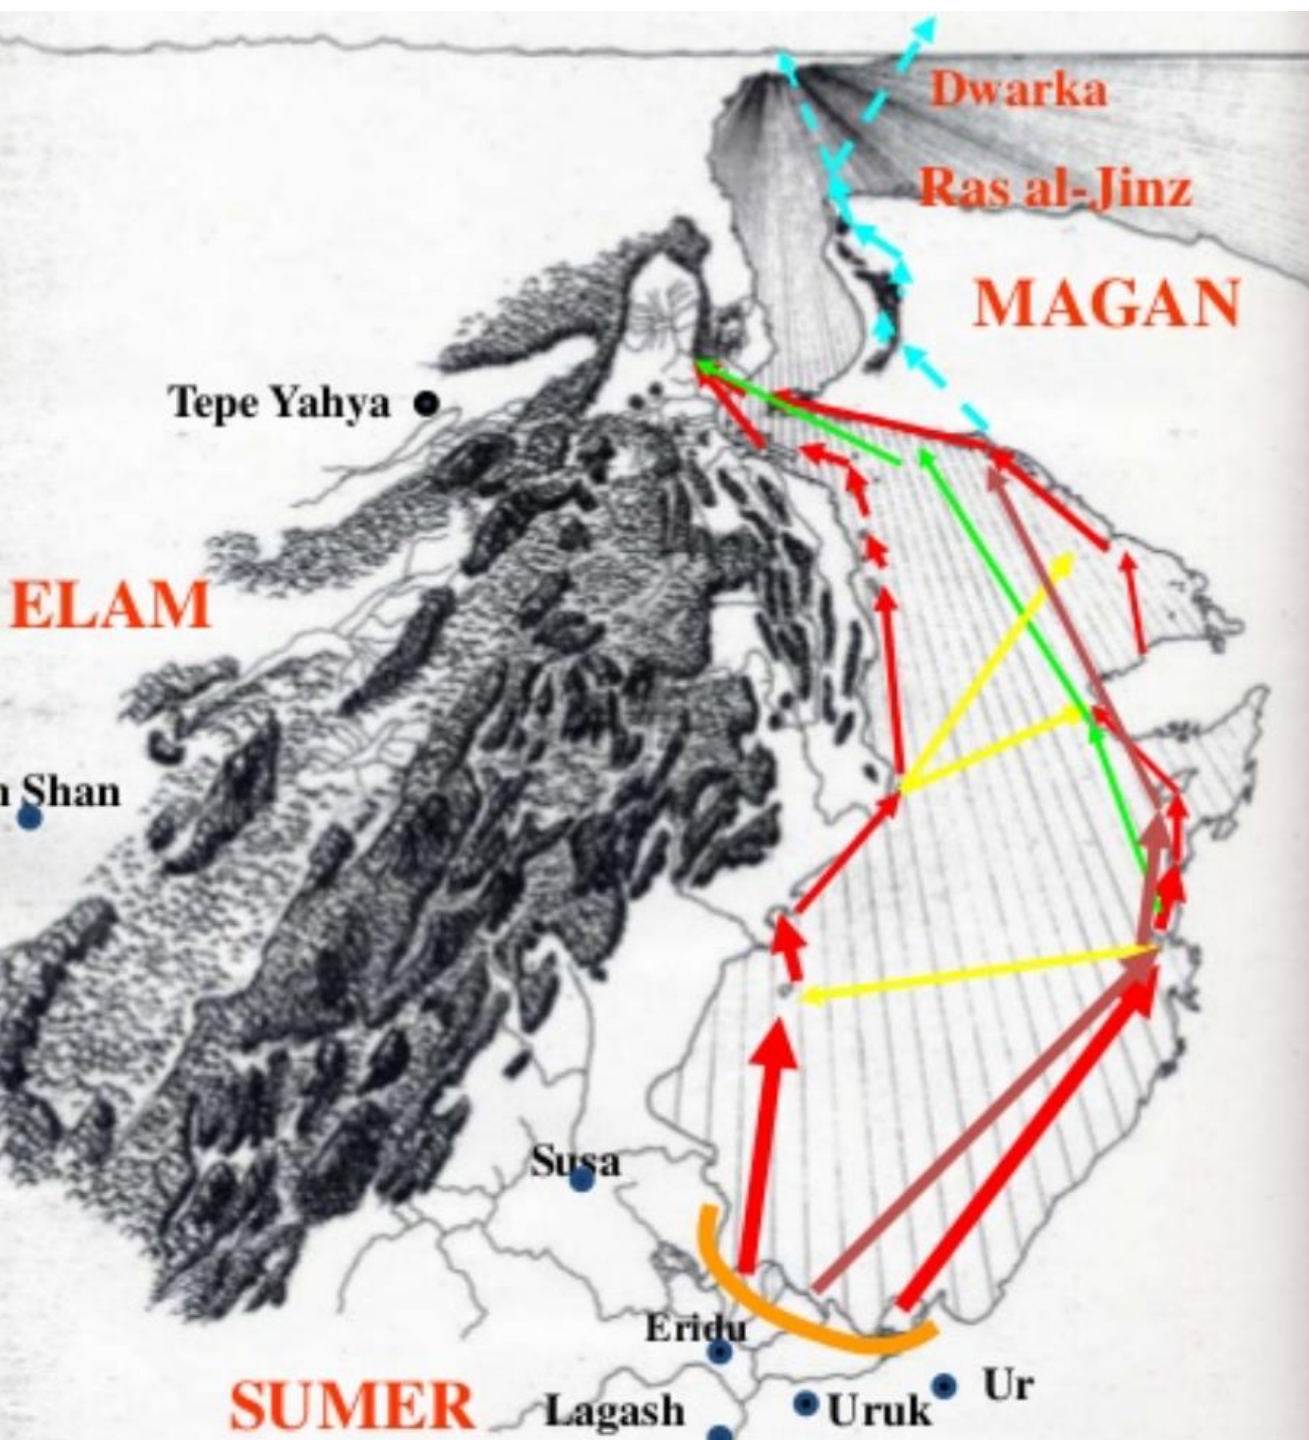 Dwarka
Ras al-Jinz
MAGAN
Tepe Yahya
ELAM
n Shan
Susa
Eridu
SUMER
Lagash
Uruk
Ur